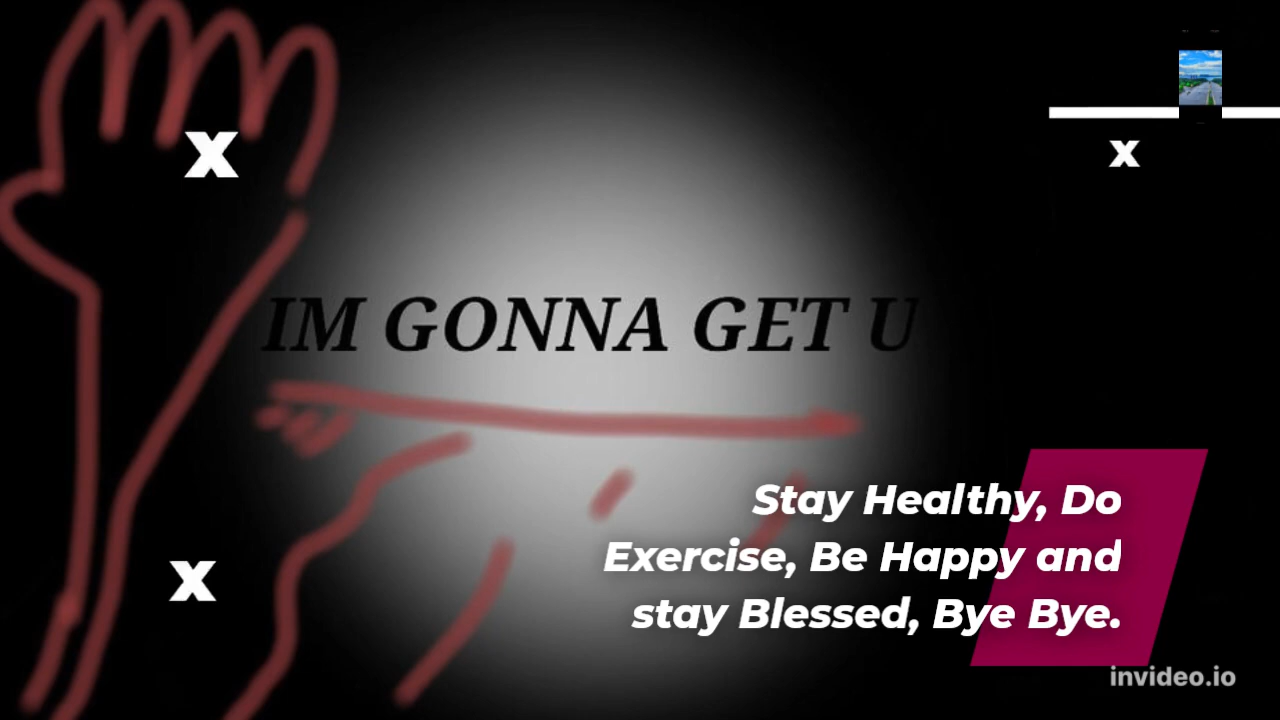 x
x
IM GONNA GET U
Stay Healthy, Do
Exercise, Be Happy and
stay Blessed, Bye Bye.
x
invideo.io